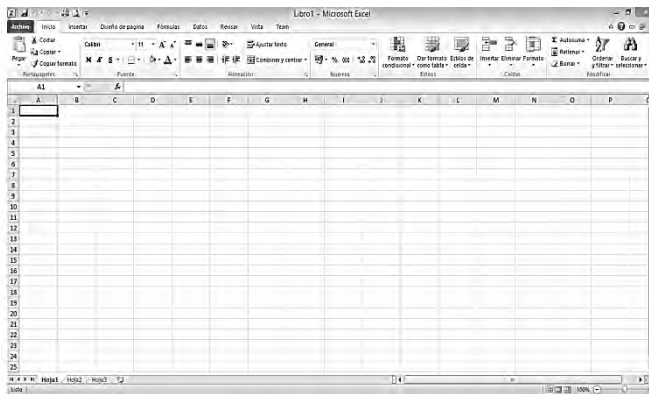 Libro1 - Microsoft Excel
Archivo Inicio Insertar Diseño de página Fórmulas Datos Revisar Vista Team
Cortar
Copiar
Copiar formato
Pegar
Portapapeles
Calibri 11
N K S
Fuente
Ajustar texto
Combinar y centrar
Alineación
General
% 000
Número
Formato condicional
Dar formato como tabla
Estilos de celda
Estilos
Insertar Eliminar Formato
Celdas
Autosuma
Rellenar
Borrar
Ordenar y filtrar
Buscar y seleccionar
Modificar
A1 fx
A B C D E F G H I J K L M N O P
1
2
3
4
5
6
7
8
9
10
11
12
13
14
15
16
17
18
19
20
21
22
23
24
25
Hoja1 Hoja2 Hoja3
Listo 100%